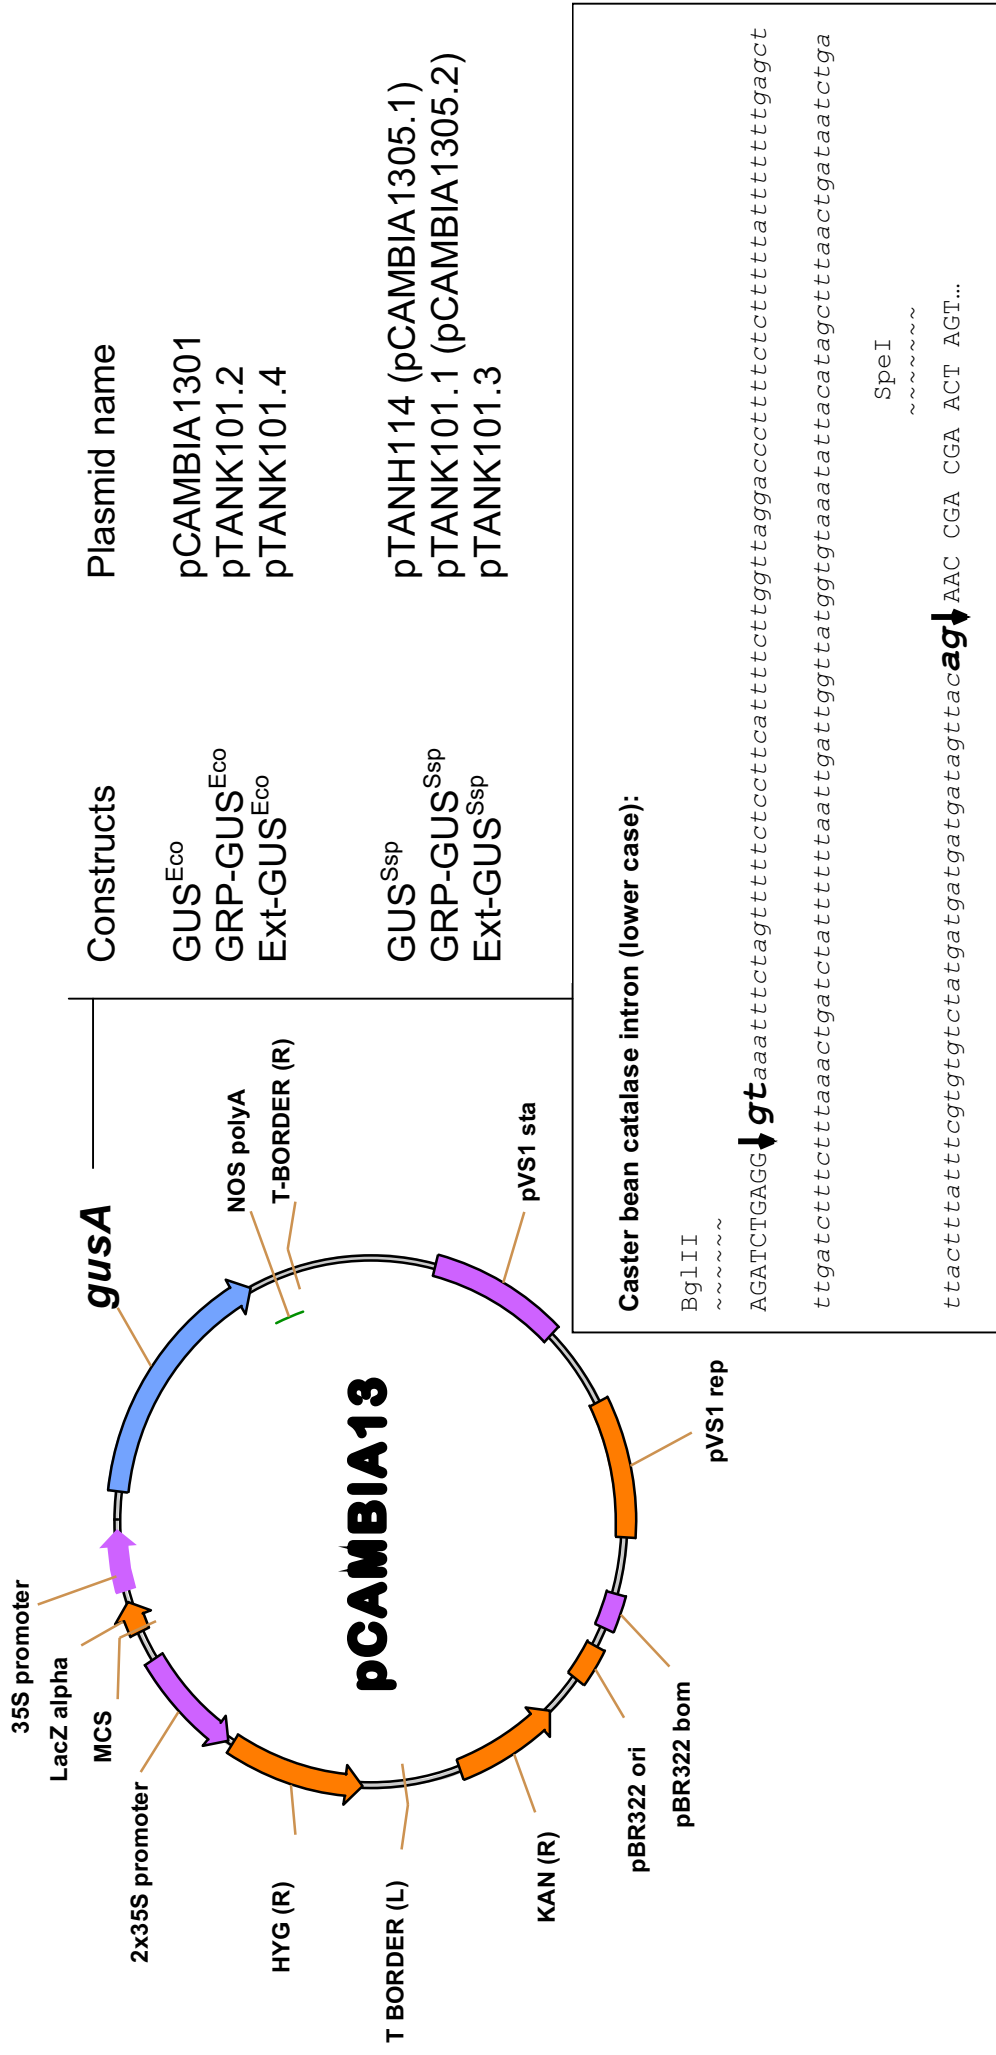 35S promoter
LacZ alpha
MCS
2x35S promoter
HYG (R)
T BORDER (L)
KAN (R)
pBR322 ori
pBR322 bom
pVS1 rep
pVS1 sta
T-BORDER (R)
NOS polyA
gusA
pCAMBIA13
Constructs Plasmid name
GUSEco pCAMBIA1301
GRP-GUSEco pTANK101.2
Ext-GUSEco pTANK101.4
GUSSsp pTANH114 (pCAMBIA1305.1)
GRP-GUSSsp pTANK101.1 (pCAMBIA1305.2)
Ext-GUSSsp pTANK101.3
Caster bean catalase intron (lower case):
BglII
~~~~~~
AGATCTGAGG gtaaatttctagtttttctccttcattttcttggttaggacccttttctctttttatttttttgagct
ttgatctttctttaaactgatctattttttaattgattggttatggtgtaaatattacatagctttaactgataatctga
SpeI
~~~~~~
ttactttatttcgtgtgtctatgatgatgatgatagttacag AAC CGA CGA ACT AGT…